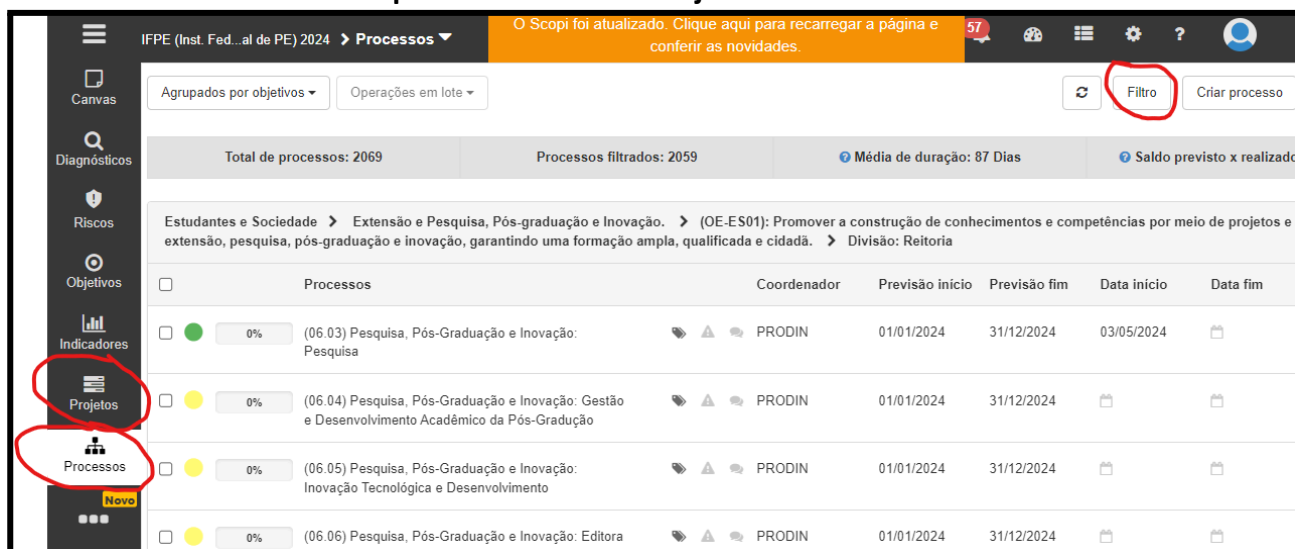 O Scopi foi atualizado. Clique aqui para recarregar a página e
conferir as novidades.
IFPE (Inst. Fed...al de PE) 2024 > Processos
57
?
Canvas
Diagnósticos
Riscos
Objetivos
Indicadores
Projetos
Processos
Novo
Agrupados por objetivos
Operações em lote
Filtro
Criar processo
Total de processos: 2069
Processos filtrados: 2059
Média de duração: 87 Dias
Saldo previsto x realizado
Estudantes e Sociedade > Extensão e Pesquisa, Pós-graduação e Inovação. > (OE-ES01): Promover a construção de conhecimentos e competências por meio de projetos e
extensão, pesquisa, pós-graduação e inovação, garantindo uma formação ampla, qualificada e cidadã. > Divisão: Reitoria
Processos Coordenador Previsão início Previsão fim Data início Data fim
0% (06.03) Pesquisa, Pós-Graduação e Inovação: PRODIN 01/01/2024 31/12/2024 03/05/2024
Pesquisa
0% (06.04) Pesquisa, Pós-Graduação e Inovação: Gestão PRODIN 01/01/2024 31/12/2024
e Desenvolvimento Acadêmico da Pós-Gradução
0% (06.05) Pesquisa, Pós-Graduação e Inovação: PRODIN 01/01/2024 31/12/2024
Inovação Tecnológica e Desenvolvimento
0% (06.06) Pesquisa, Pós-Graduação e Inovação: Editora PRODIN 01/01/2024 31/12/2024